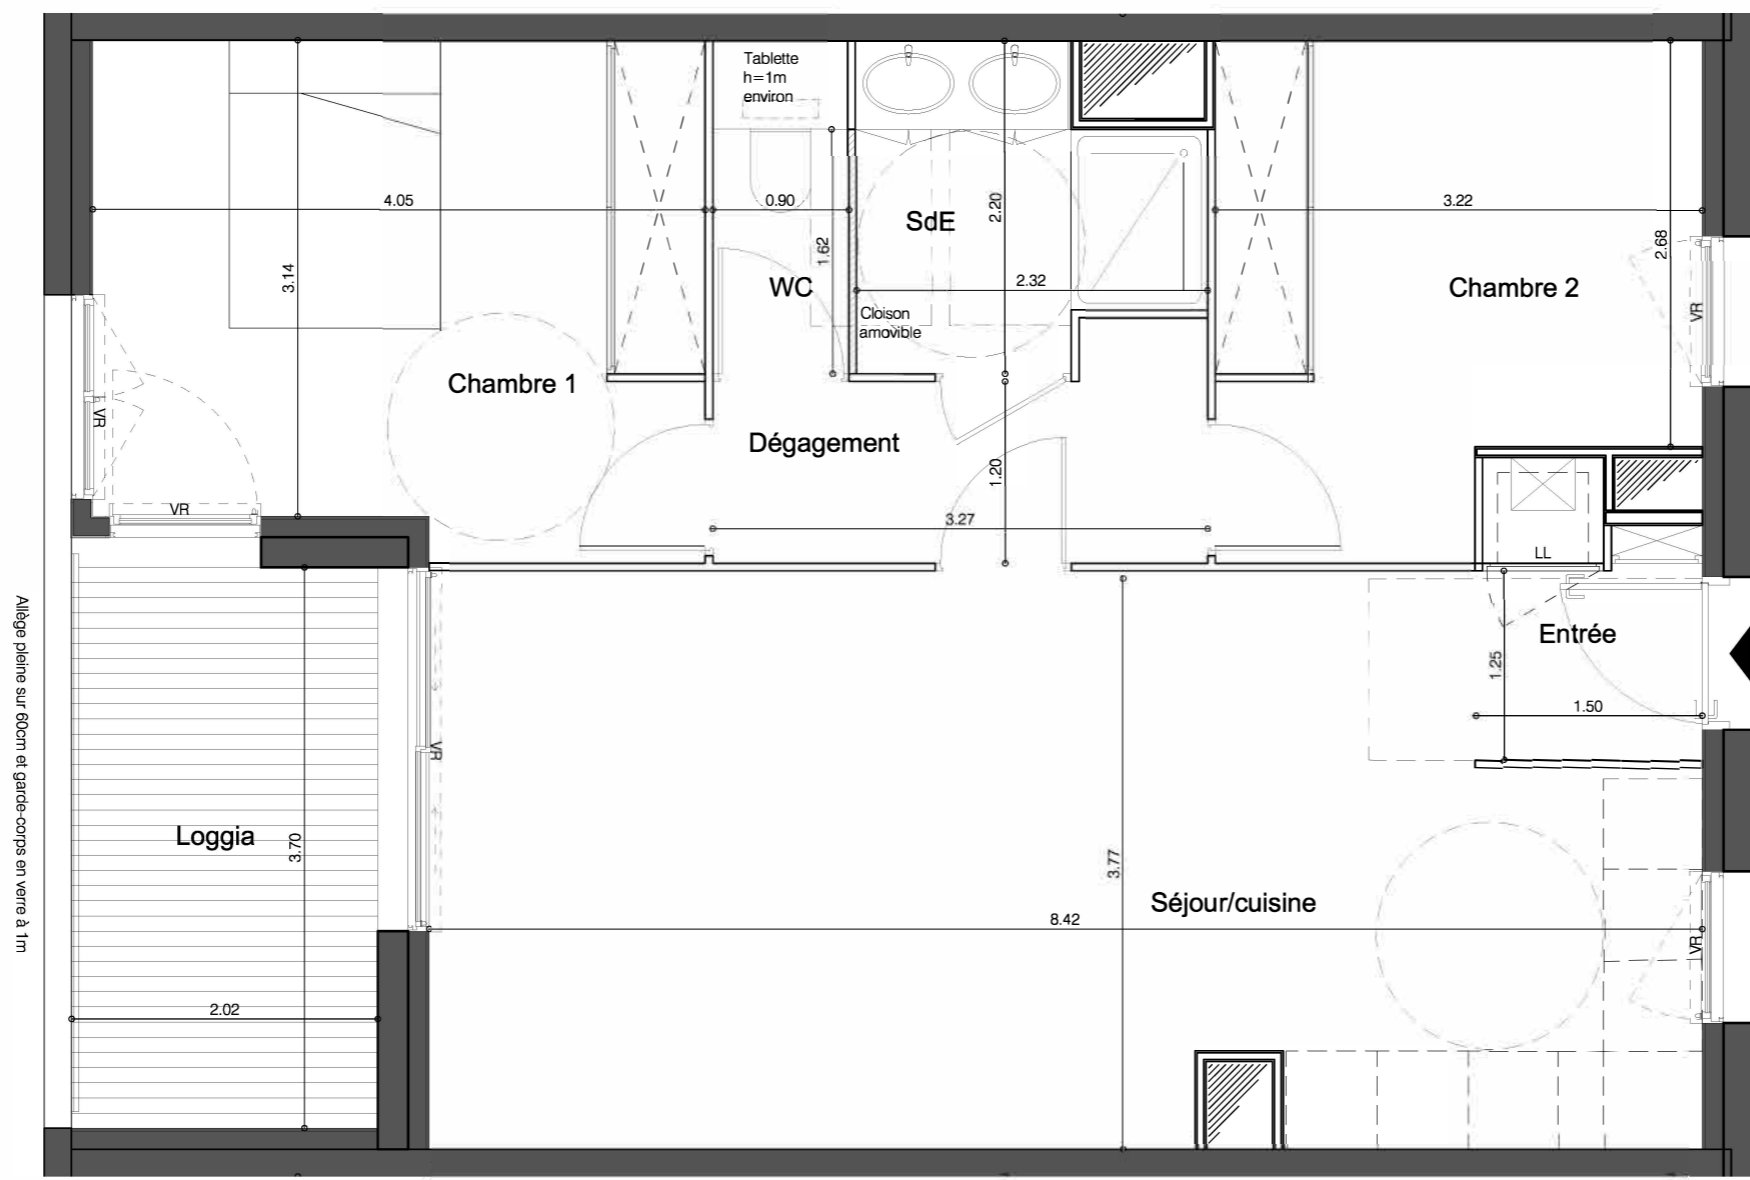 Tablette
h=1m
environ
4.05
0.90
2.20
3.22
SdE
1.62
2.68
3.14
WC
2.32
Chambre 2
Cloison
amovible
VR
Chambre 1
VR
Dégagement
1.20
VR
3.27
LL
Entrée
1.25
1.50
VR
Allège pleine sur 60cm et garde-corps en verre à 1m
Loggia
3.70
3.77
Séjour/cuisine
8.42
VR
2.02